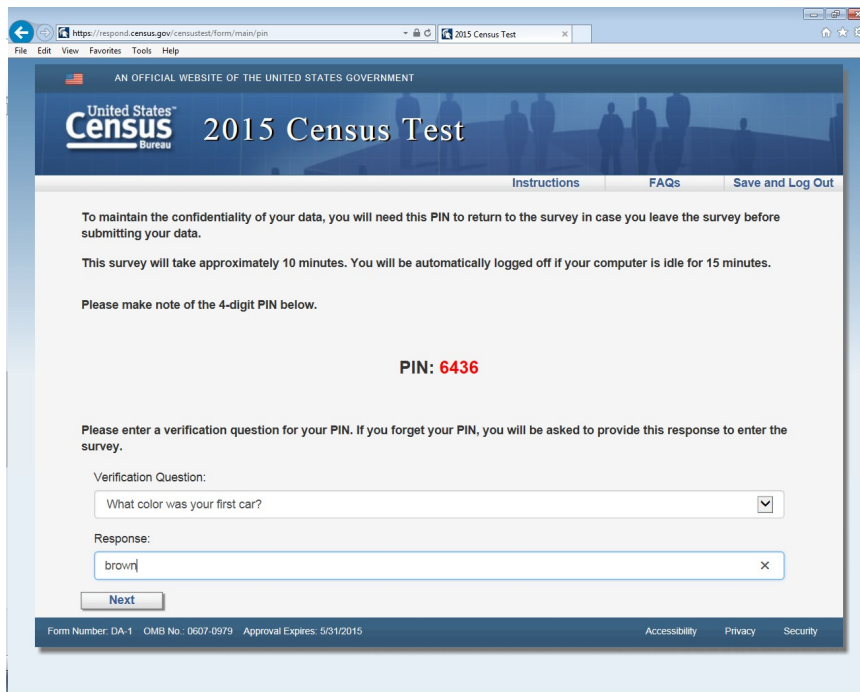 https://respond.census.gov/censustest/form/main/pin
2015 Census Test
File Edit View Favorites Tools Help
AN OFFICIAL WEBSITE OF THE UNITED STATES GOVERNMENT
United States™
Census
Bureau
2015 Census Test
Instructions FAQs Save and Log Out
To maintain the confidentiality of your data, you will need this PIN to return to the survey in case you leave the survey before
submitting your data.
This survey will take approximately 10 minutes. You will be automatically logged off if your computer is idle for 15 minutes.
Please make note of the 4-digit PIN below.
PIN: 6436
Please enter a verification question for your PIN. If you forget your PIN, you will be asked to provide this response to enter the
survey.
Verification Question:
What color was your first car?
Response:
brown
Next
Form Number: DA-1 OMB No.: 0607-0979 Approval Expires: 5/31/2015 Accessibility Privacy Security